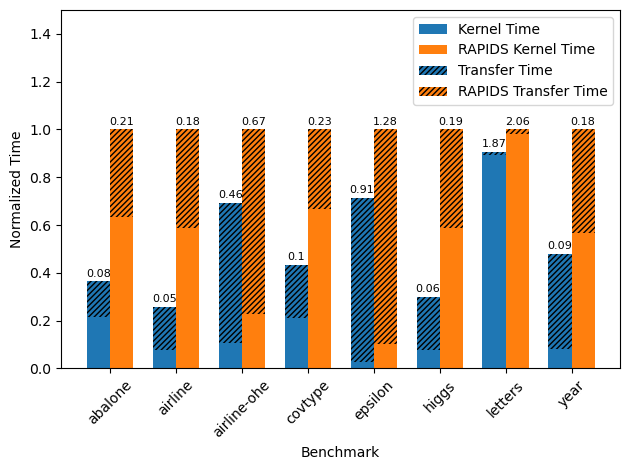 Kernel Time
RAPIDS Kernel Time
Transfer Time
RAPIDS Transfer Time
1.4
1.2
1.0
0.8
0.6
0.4
0.2
0.0
Normalized Time
0.08
0.21
0.05
0.18
0.46
0.67
0.1
0.23
0.91
1.28
0.06
0.19
1.87
2.06
0.09
0.18
abalone
airline
airline-ohe
covtype
epsilon
higgs
letters
year
Benchmark